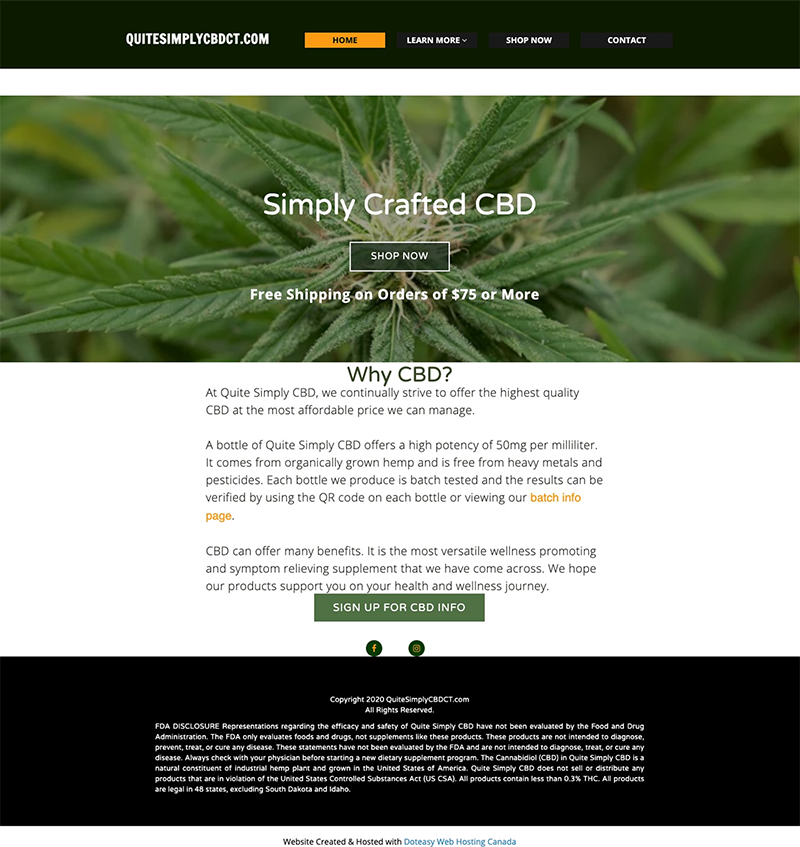 QUITESIMPLYCBDCT.COM
HOME
LEARN MORE
SHOP NOW
CONTACT
Simply Crafted CBD
SHOP NOW
Free Shipping on Orders of $75 or More
Why CBD?
At Quite Simply CBD, we continually strive to offer the highest quality
CBD at the most affordable price we can manage.
A bottle of Quite Simply CBD offers a high potency of 50mg per milliliter.
It comes from organically grown hemp and is free from heavy metals and
pesticides. Each bottle we produce is batch tested and the results can be
verified by using the QR code on each bottle or viewing our batch info
page.
CBD can offer many benefits. It is the most versatile wellness promoting
and symptom relieving supplement that we have come across. We hope
our products support you on your health and wellness journey.
SIGN UP FOR CBD INFO
Copyright 2020 QuiteSimplyCBDCT.com
All Rights Reserved.
FDA DISCLOSURE Representations regarding the efficacy and safety of Quite Simply CBD have not been evaluated by the Food and Drug
Administration. The FDA only evaluates foods and drugs, not supplements like these products. These products are not intended to diagnose,
prevent, treat, or cure any disease. These statements have not been evaluated by the FDA and are not intended to diagnose, treat, or cure any
disease. Always check with your physician before starting a new dietary supplement program. The Cannabidiol (CBD) in Quite Simply CBD is a
natural constituent of industrial hemp plant and grown in the United States of America. Quite Simply CBD does not sell or distribute any
products that are in violation of the United States Controlled Substances Act (US CSA). All products contain less than 0.3% THC. All products
are legal in 48 states, excluding South Dakota and Idaho.
Website Created & Hosted with Doteasy Web Hosting Canada